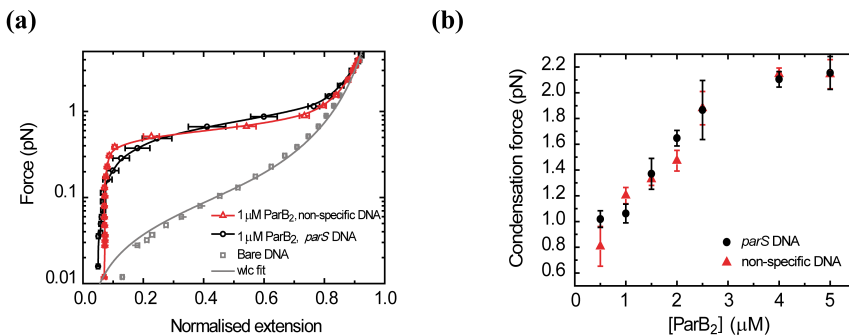 (a)
Force (pN)
1
0.1
0.01
0.0 0.2 0.4 0.6 0.8 1.0
Normalised extension
1 μM ParB2, non-specific DNA
1 μM ParB2, parS DNA
Bare DNA
wlc fit
(b)
Condensation force (pN)
2.2
2.0
1.8
1.6
1.4
1.2
1.0
0.8
0.6
0 1 2 3 4 5
[ParB2] (μM)
parS DNA
non-specific DNA